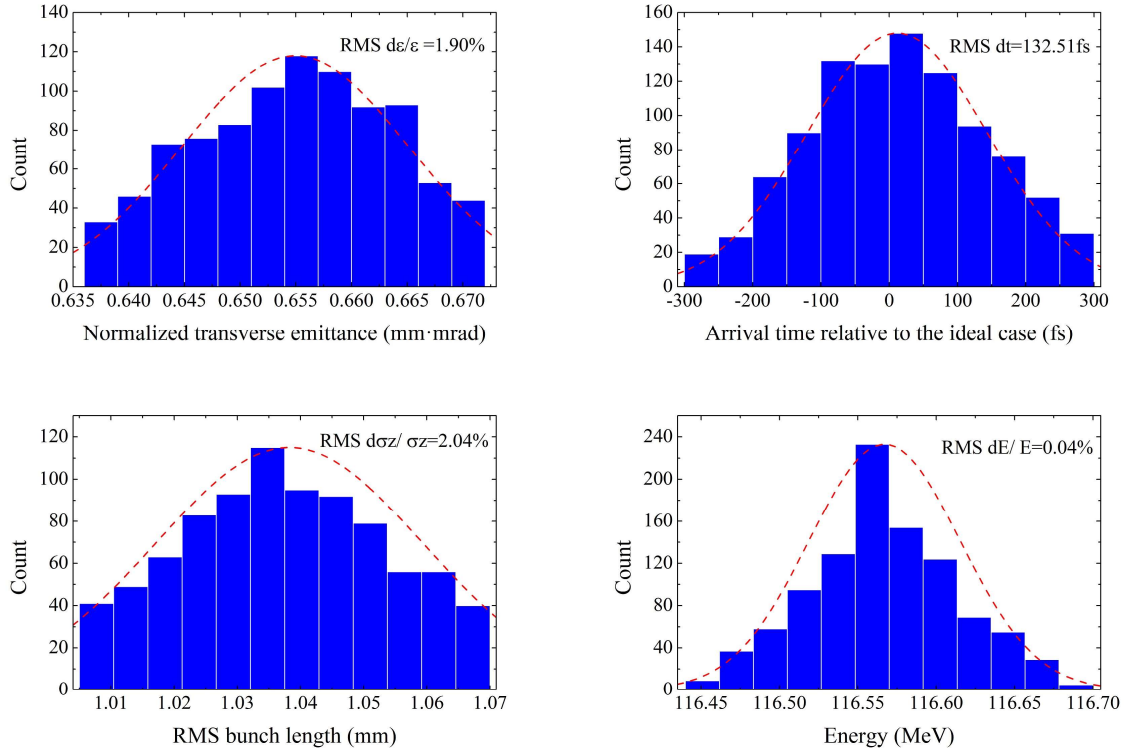 RMS dε/ε =1.90%
140
120
100
80
60
40
20
0
Count
0.635 0.640 0.645 0.650 0.655 0.660 0.665 0.670
Normalized transverse emittance (mm·mrad)
RMS dt=132.51fs
160
140
120
100
80
60
40
20
0
Count
-300 -200 -100 0 100 200 300
Arrival time relative to the ideal case (fs)
RMS dσz/ σz=2.04%
120
100
80
60
40
20
0
Count
1.01 1.02 1.03 1.04 1.05 1.06 1.07
RMS bunch length (mm)
RMS dE/ E=0.04%
240
200
160
120
80
40
0
Count
116.45 116.50 116.55 116.60 116.65 116.70
Energy (MeV)